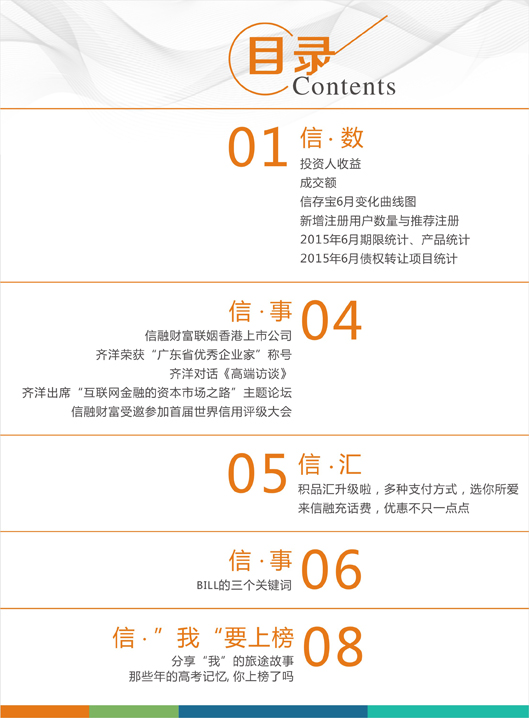 目录
Contents
01
信·数
投资人收益
成交额
信存宝6月变化曲线图
新增注册用户数量与推荐注册
2015年6月期限统计、产品统计
2015年6月债权转让项目统计
信·事
04
信融财富联姻香港上市公司
齐洋荣获“广东省优秀企业家”称号
齐洋对话《高端访谈》
齐洋出席“互联网金融的资本市场之路”主题论坛
信融财富受邀参加首届世界信用评级大会
05
信·汇
积品汇升级啦，多种支付方式，选你所爱
来信融充话费，优惠不只一点点
信·事
06
BILL的三个关键词
信·”我“要上榜
08
分享“我”的旅途故事
那些年的高考记忆,你上榜了吗